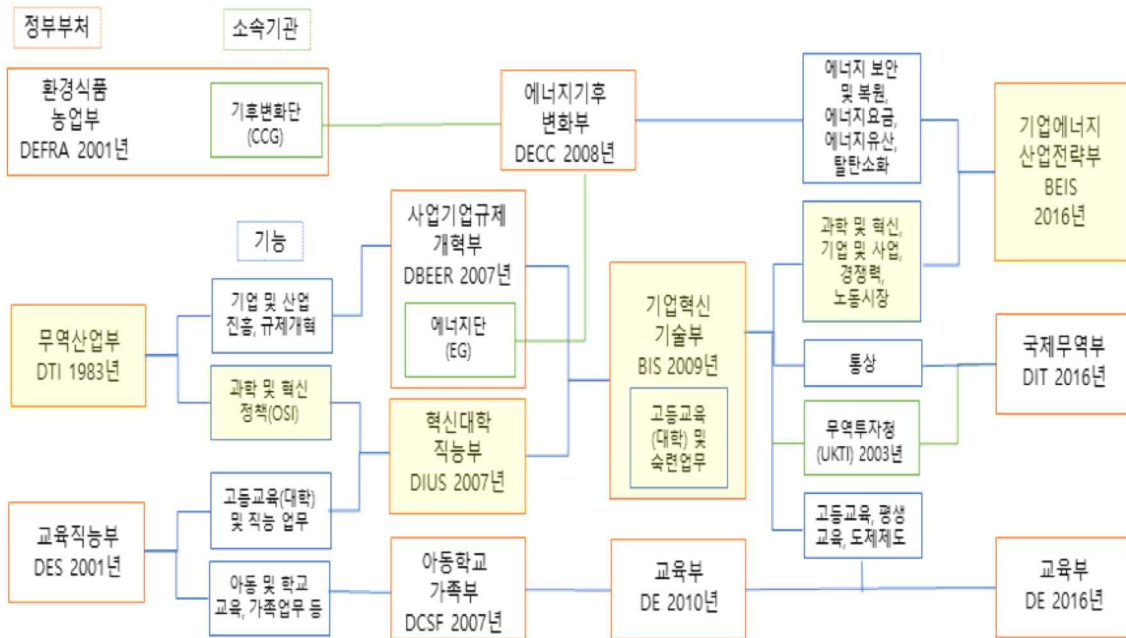 정부부처
소속기관
환경식품
농업부
DEFRA 2001년
기후변화단
(CCG)
에너지기후
변화부
DECC 2008년
에너지 보안
및 복원,
에너지요금,
에너지유산,
탈탄소화
기업에너지
산업전략부
BEIS
2016년
기능
사업기업규제
개혁부
DBEER 2007년
에너지단
(EG)
과학 및 혁신,
기업 및 사업,
경쟁력,
노동시장
무역산업부
DTI 1983년
기업 및 산업
진흥, 규제개혁
과학 및 혁신
정책(OSI)
혁신대학
직능부
DIUS 2007년
기업혁신
기술부
BIS 2009년
고등교육
(대학) 및
숙련업무
통상
국제무역부
DIT 2016년
무역투자청
(UKTI) 2003년
교육직능부
DES 2001년
고등교육(대학)
및 직능 업무
아동 및 학교
교육, 가족업무 등
아동학교
가족부
DCSF 2007년
교육부
DE 2010년
고등교육, 평생
교육, 도제제도
교육부
DE 2016년